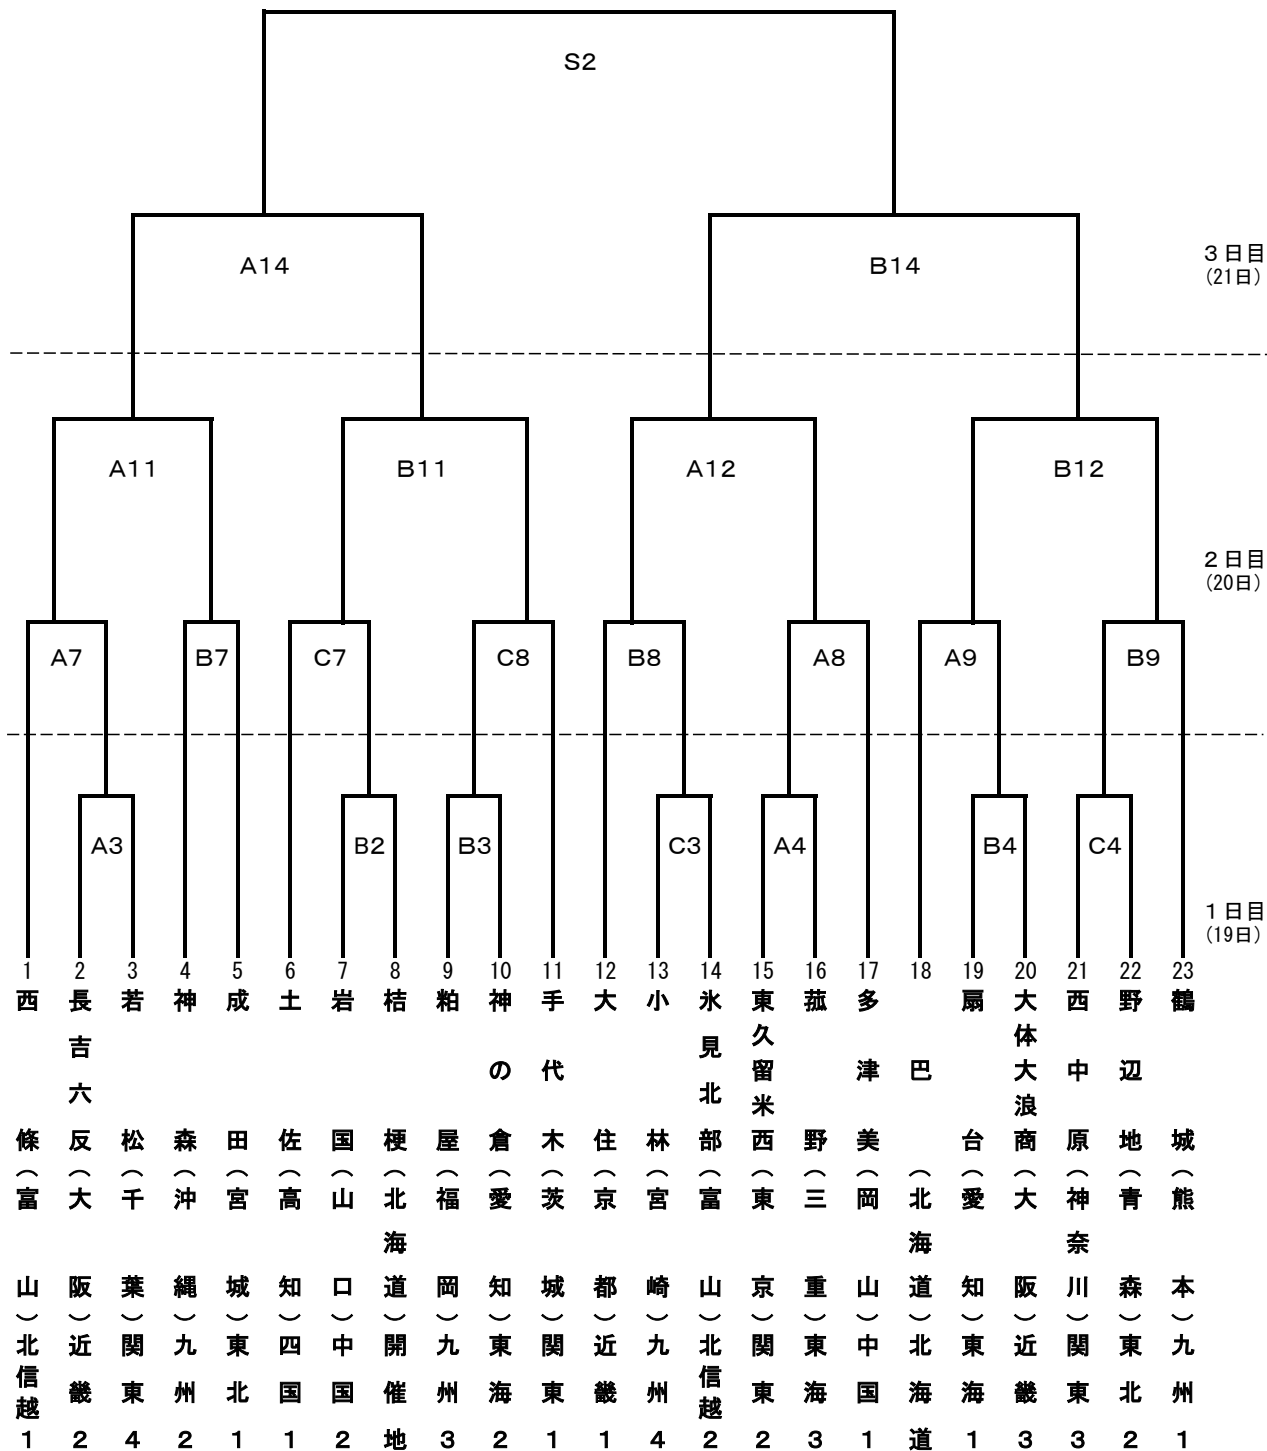 S2
A14
B14
3日目
(21日)
A11
B11
A12
B12
2日目
(20日)
A7
B7
C7
C8
B8
A8
A9
B9
A3
B2
B3
C3
A4
B4
C4
1日目
(19日)
1 西條(富山)北信越1
2 長吉六反(大阪)近畿2
3 若松(千葉)関東4
4 神森(沖縄)九州2
5 成田(宮城)東北1
6 土佐(高知)四国1
7 岩国(山口)中国2
8 桔梗(北海道)開催地
9 粕屋(福岡)九州3
10 神の倉(愛知)東海2
11 手代木(茨城)関東1
12 大住(京都)近畿1
13 小林(宮崎)九州4
14 氷見北部(富山)北信越2
15 東久留米西(東京)関東2
16 菰野(三重)東海3
17 多津美(岡山)中国1
18 巴(北海道)北海道
19 扇台(愛知)東海1
20 大体大浪商(大阪)近畿3
21 西中原(神奈川)関東3
22 野辺地(青森)東北2
23 鶴城(熊本)九州1